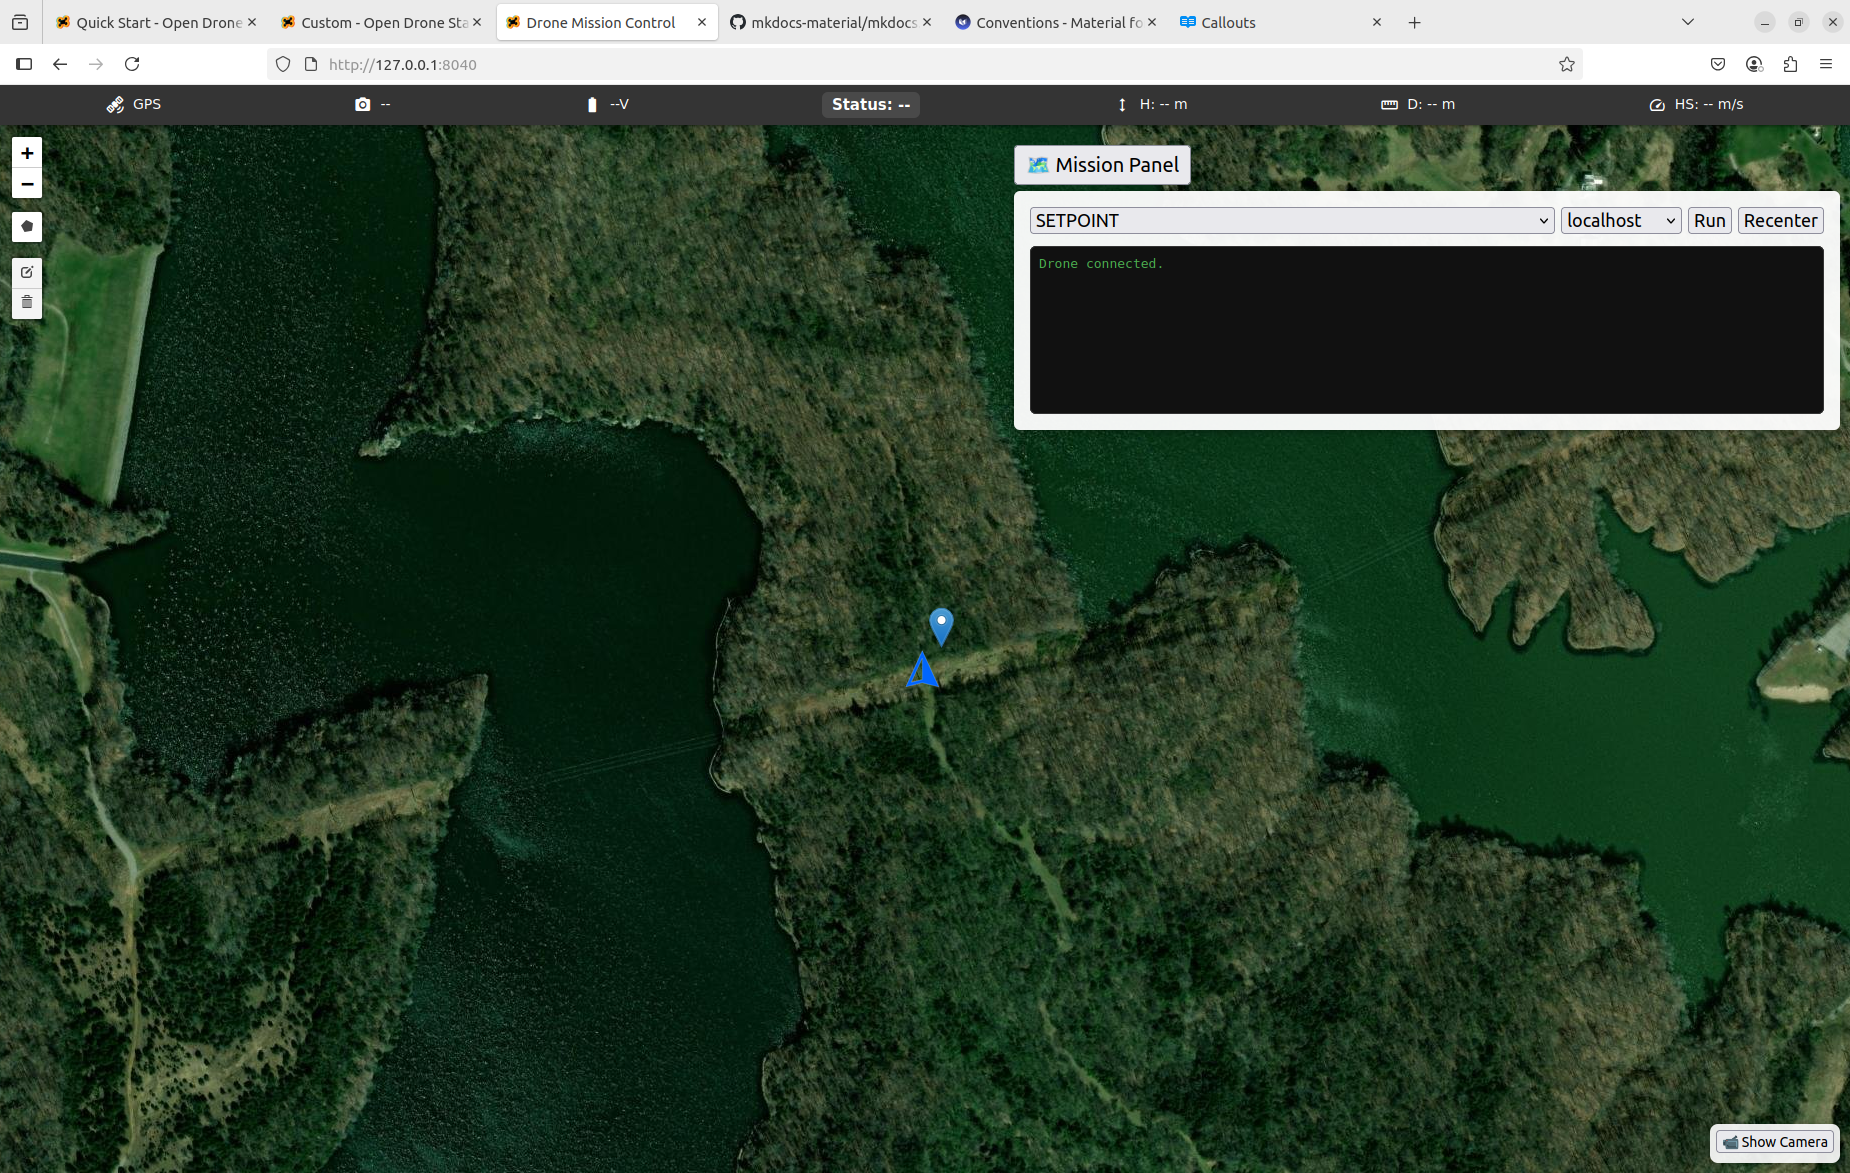 Quick Start - Open Drone
Custom - Open Drone Sta
Drone Mission Control
mkdocs-material/mkdocs
Conventions - Material fo
Callouts
http://127.0.0.1:8040
GPS
--
--V
Status: --
H: -- m
D: -- m
HS: -- m/s
+
−
Mission Panel
SETPOINT
localhost
Run
Recenter
Drone connected.
Show Camera